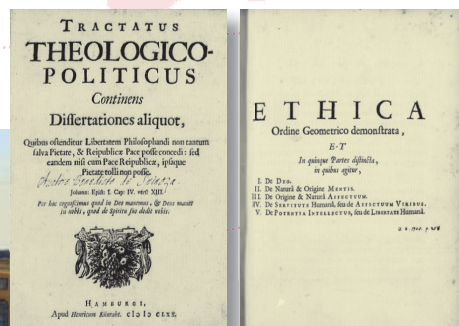 TRACTATUS
THEOLOGICO-
POLITICUS
Continens
Dissertationes aliquot,
Quibus ostenditur Libertatem Philosophandi non tantum
salva Pietate, & Reipublicæ Pace posse concedi: sed
eandem nisi cum Pace Reipublicæ, ipsaque
Pietate tolli non posse.
Benedicto de Spinoza
Johann: Epist: I. Cap: IV. vers: XIII.
Per hoc cognoscimus quod in Deo manemus, & Deus manet
in nobis, quod de Spiritu suo dedit nobis.
HAMBURGI,
Apud Henricum Künraht. CIↃ IↃ CLXX.
ETHICA
Ordine Geometrico demonstrata,
ET
In quinque Partes distincta,
in quibus agitur,
I. De DEO.
II. De Naturâ & Origine MENTIS.
III. De Origine & Naturâ AFFECTUUM.
IV. De SERVITUTE Humanâ, seu de AFFECTUUM VIRIBUS.
V. De POTENTIA INTELLECTUS, seu de LIBERTATE Humanâ.